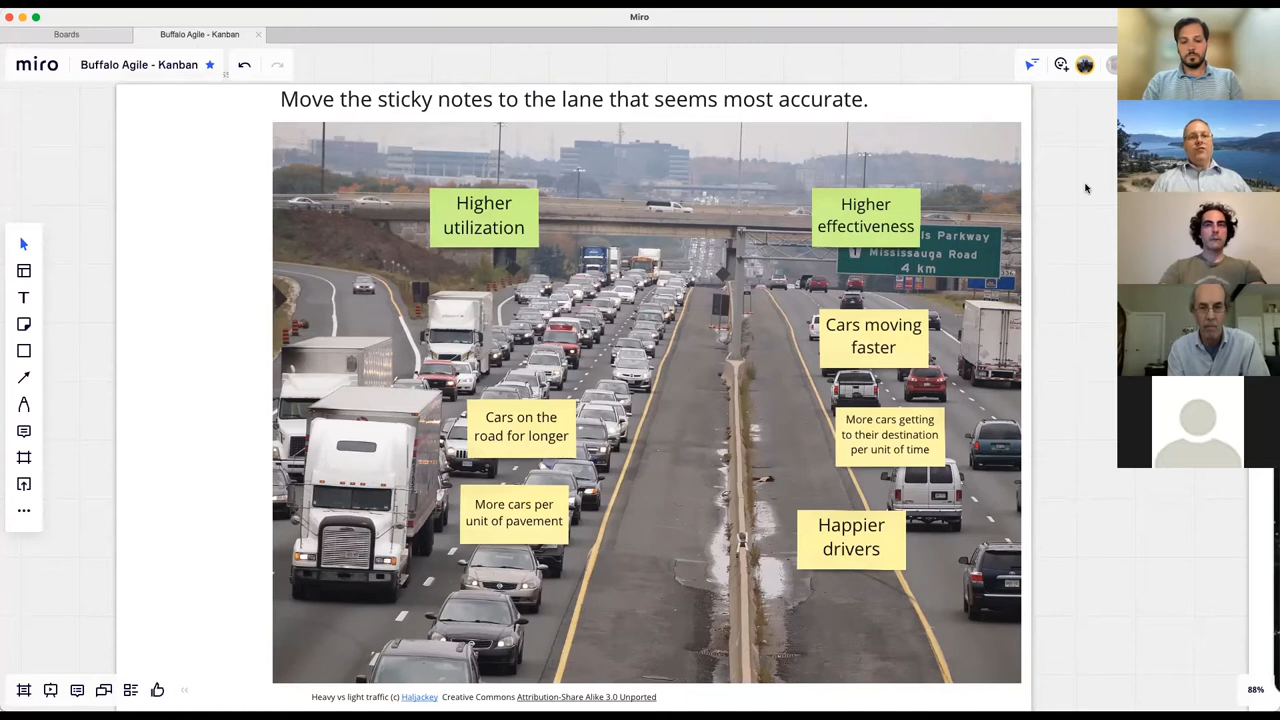 Miro
Boards
Buffalo Agile - Kanban
miro
Buffalo Agile - Kanban
Move the sticky notes to the lane that seems most accurate.
Higher
utilization
Higher
effectiveness
ls Parkway
Mississauga Road
4 km
Cars moving
faster
Cars on the
road for longer
More cars getting
to their destination
per unit of time
More cars per
unit of pavement
Happier
drivers
Heavy vs light traffic (c) Haljackey Creative Commons Attribution-Share Alike 3.0 Unported
88%